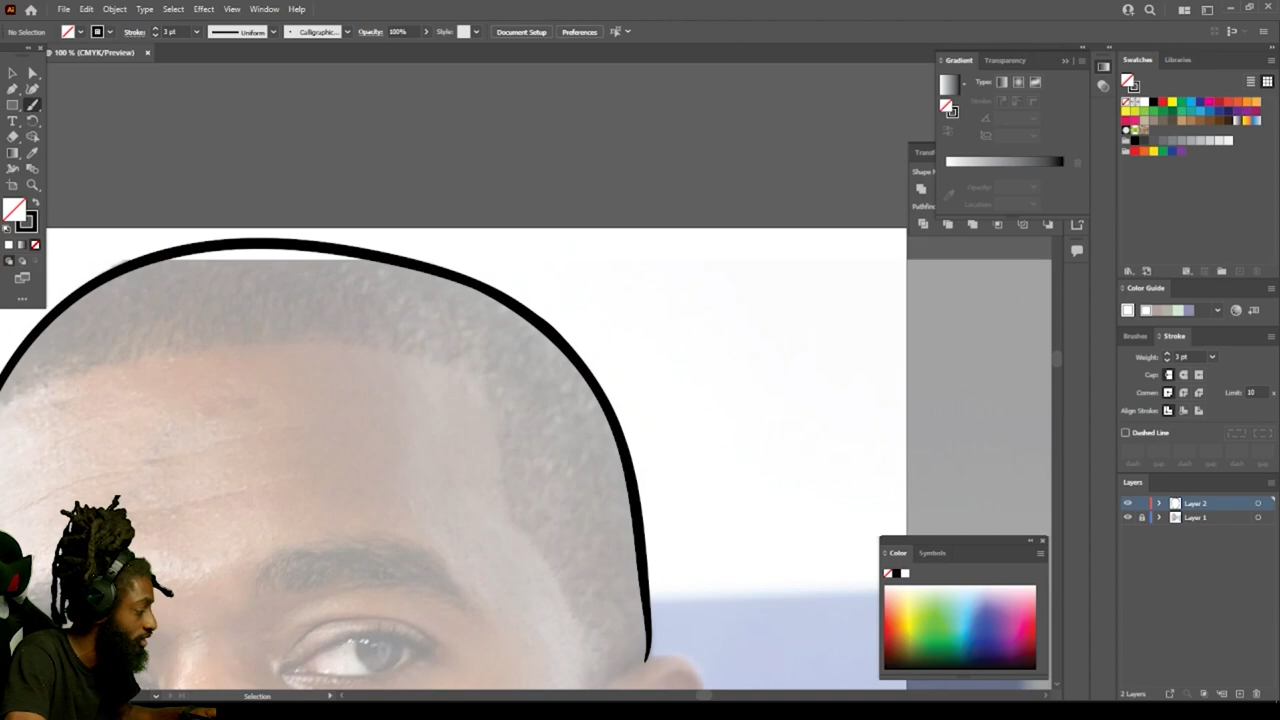 Ai File Edit Object Type Select Effect View Window Help
No Selection Stroke: 3 pt Uniform Calligraphic... Opacity: 100% Style: Document Setup Preferences
@ 100 % (CMYK/Preview) ×
Gradient Transparency
Type:
Stroke:
Opacity:
Location:
Transf
Shape M
Pathfin
Swatches Libraries
Color Guide
Brushes Stroke
Weight: 3 pt
Cap:
Corner: Limit: 10
Align Stroke:
Dashed Line
dash gap dash gap dash gap
Layers
Layer 2
Layer 1
2 Layers
Color Symbols
Selection